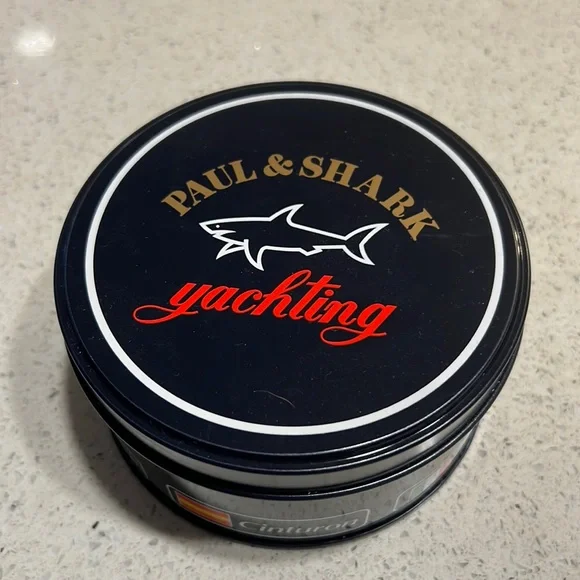 PAUL & SHARK
yachting
Cinturon